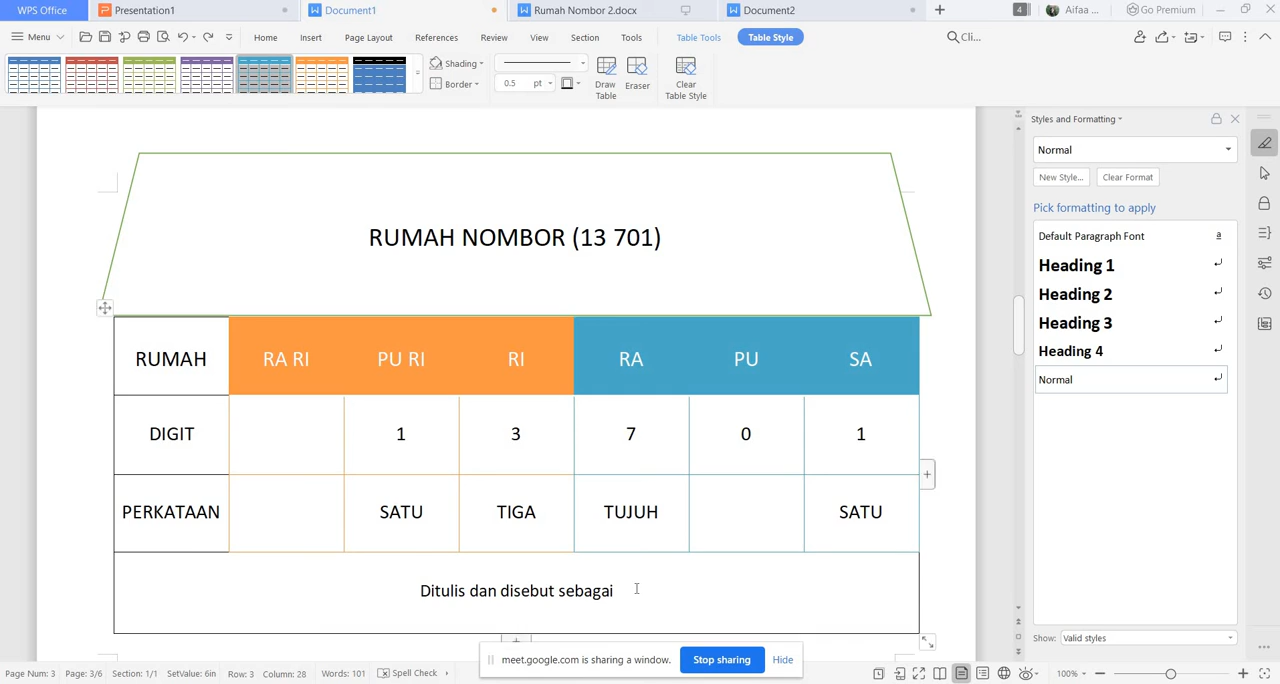 WPS Office
Presentation1
Document1
Rumah Nombor 2.docx
Document2
4
Aifaa ...
Go Premium
Menu
Home
Insert
Page Layout
References
Review
View
Section
Tools
Table Tools
Table Style
Cli...
Shading
Border
0.5 pt
Draw Table
Eraser
Clear Table Style
RUMAH NOMBOR (13 701)
RUMAH RA RI PU RI RI RA PU SA
DIGIT 1 3 7 0 1
PERKATAAN SATU TIGA TUJUH SATU
Ditulis dan disebut sebagai
Styles and Formatting
Normal
New Style...
Clear Format
Pick formatting to apply
Default Paragraph Font a
Heading 1
Heading 2
Heading 3
Heading 4
Normal
Show: Valid styles
meet.google.com is sharing a window.
Stop sharing
Hide
Page Num: 3 Page: 3/6 Section: 1/1 SetValue: 6in Row: 3 Column: 28 Words: 101 Spell Check
100%